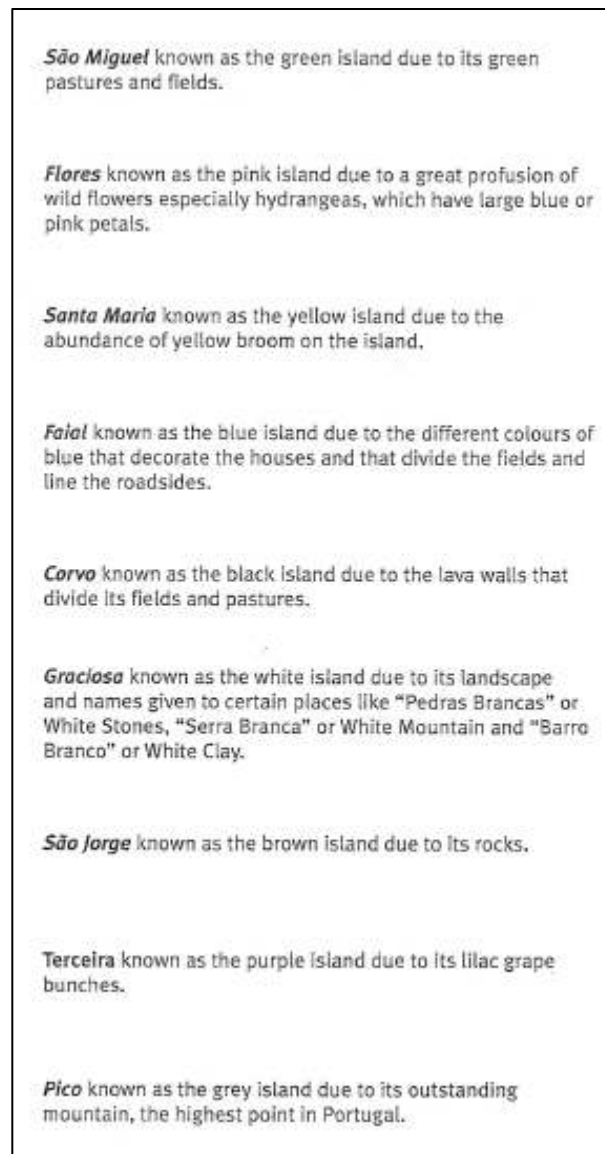 São Miguel known as the green island due to its green
pastures and fields.
Flores known as the pink island due to a great profusion of
wild flowers especially hydrangeas, which have large blue or
pink petals.
Santa Maria known as the yellow island due to the
abundance of yellow broom on the island.
Faial known as the blue island due to the different colours of
blue that decorate the houses and that divide the fields and
line the roadsides.
Corvo known as the black island due to the lava walls that
divide its fields and pastures.
Graciosa known as the white island due to its landscape
and names given to certain places like “Pedras Brancas” or
White Stones, “Serra Branca” or White Mountain and “Barro
Branco” or White Clay.
São Jorge known as the brown island due to its rocks.
Terceira known as the purple island due to its lilac grape
bunches.
Pico known as the grey island due to its outstanding
mountain, the highest point in Portugal.